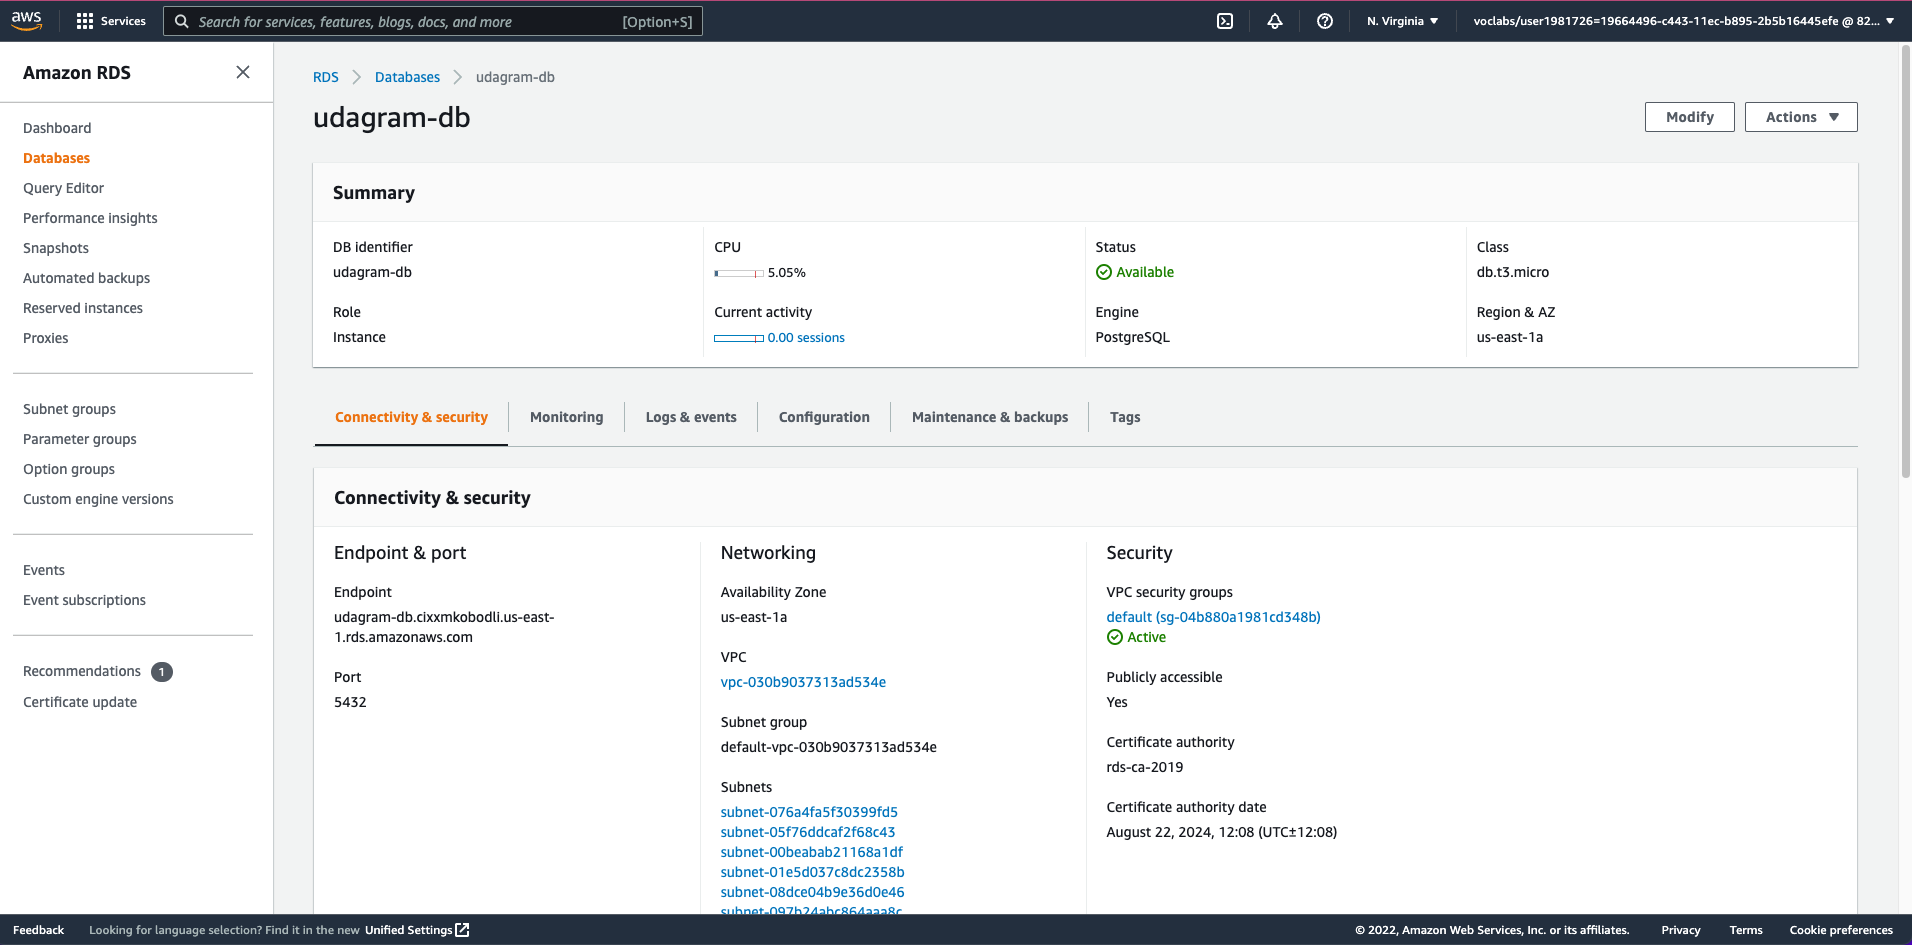 aws
Services
Search for services, features, blogs, docs, and more [Option+S]
N. Virginia
voclabs/user1981726=19664496-c443-11ec-b895-2b5b16445efe @ 82...
Amazon RDS
Dashboard
Databases
Query Editor
Performance insights
Snapshots
Automated backups
Reserved instances
Proxies
Subnet groups
Parameter groups
Option groups
Custom engine versions
Events
Event subscriptions
Recommendations 1
Certificate update
RDS
Databases
udagram-db
udagram-db
Modify
Actions
Summary
DB identifier
udagram-db
Role
Instance
CPU
5.05%
Current activity
0.00 sessions
Status
Available
Engine
PostgreSQL
Class
db.t3.micro
Region & AZ
us-east-1a
Connectivity & security
Monitoring
Logs & events
Configuration
Maintenance & backups
Tags
Connectivity & security
Endpoint & port
Endpoint
udagram-db.cixxmkobodli.us-east-
1.rds.amazonaws.com
Port
5432
Networking
Availability Zone
us-east-1a
VPC
vpc-030b9037313ad534e
Subnet group
default-vpc-030b9037313ad534e
Subnets
subnet-076a4fa5f30399fd5
subnet-05f76ddcaf2f68c43
subnet-00beabab21168a1df
subnet-01e5d037c8dc2358b
subnet-08dce04b9e36d0e46
subnet-097b24abc864aaa8c
Security
VPC security groups
default (sg-04b880a1981cd348b)
Active
Publicly accessible
Yes
Certificate authority
rds-ca-2019
Certificate authority date
August 22, 2024, 12:08 (UTC±12:08)
Feedback
Looking for language selection? Find it in the new Unified Settings
© 2022, Amazon Web Services, Inc. or its affiliates.
Privacy
Terms
Cookie preferences